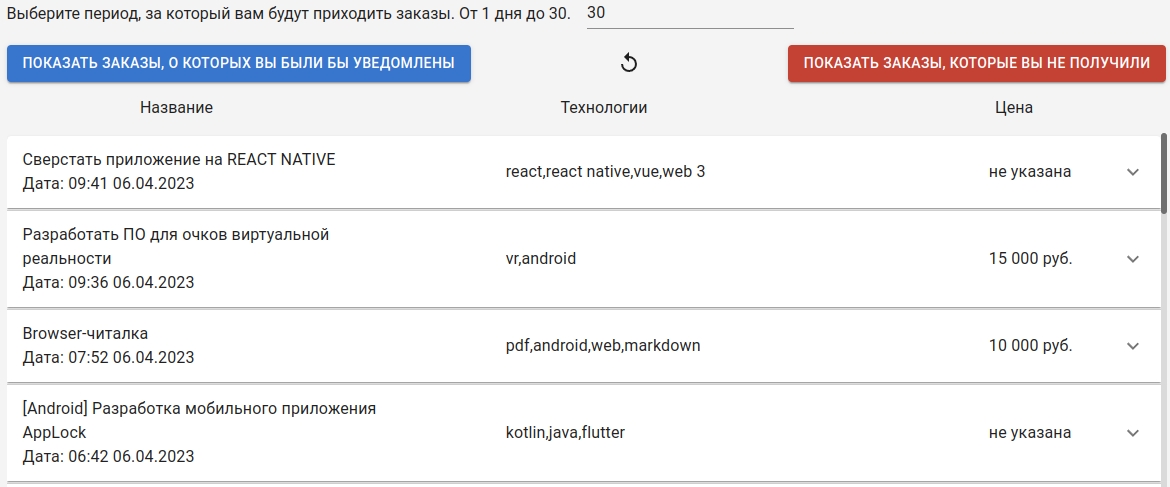 Выберите период, за который вам будут приходить заказы. От 1 дня до 30. 30
ПОКАЗАТЬ ЗАКАЗЫ, О КОТОРЫХ ВЫ БЫЛИ БЫ УВЕДОМЛЕНЫ ПОКАЗАТЬ ЗАКАЗЫ, КОТОРЫЕ ВЫ НЕ ПОЛУЧИЛИ
Название Технологии Цена
Сверстать приложение на REACT NATIVE
Дата: 09:41 06.04.2023
react,react native,vue,web 3
не указана
Разработать ПО для очков виртуальной
реальности
Дата: 09:36 06.04.2023
vr,android
15 000 руб.
Browser-читалка
Дата: 07:52 06.04.2023
pdf,android,web,markdown
10 000 руб.
[Android] Разработка мобильного приложения
AppLock
Дата: 06:42 06.04.2023
kotlin,java,flutter
не указана